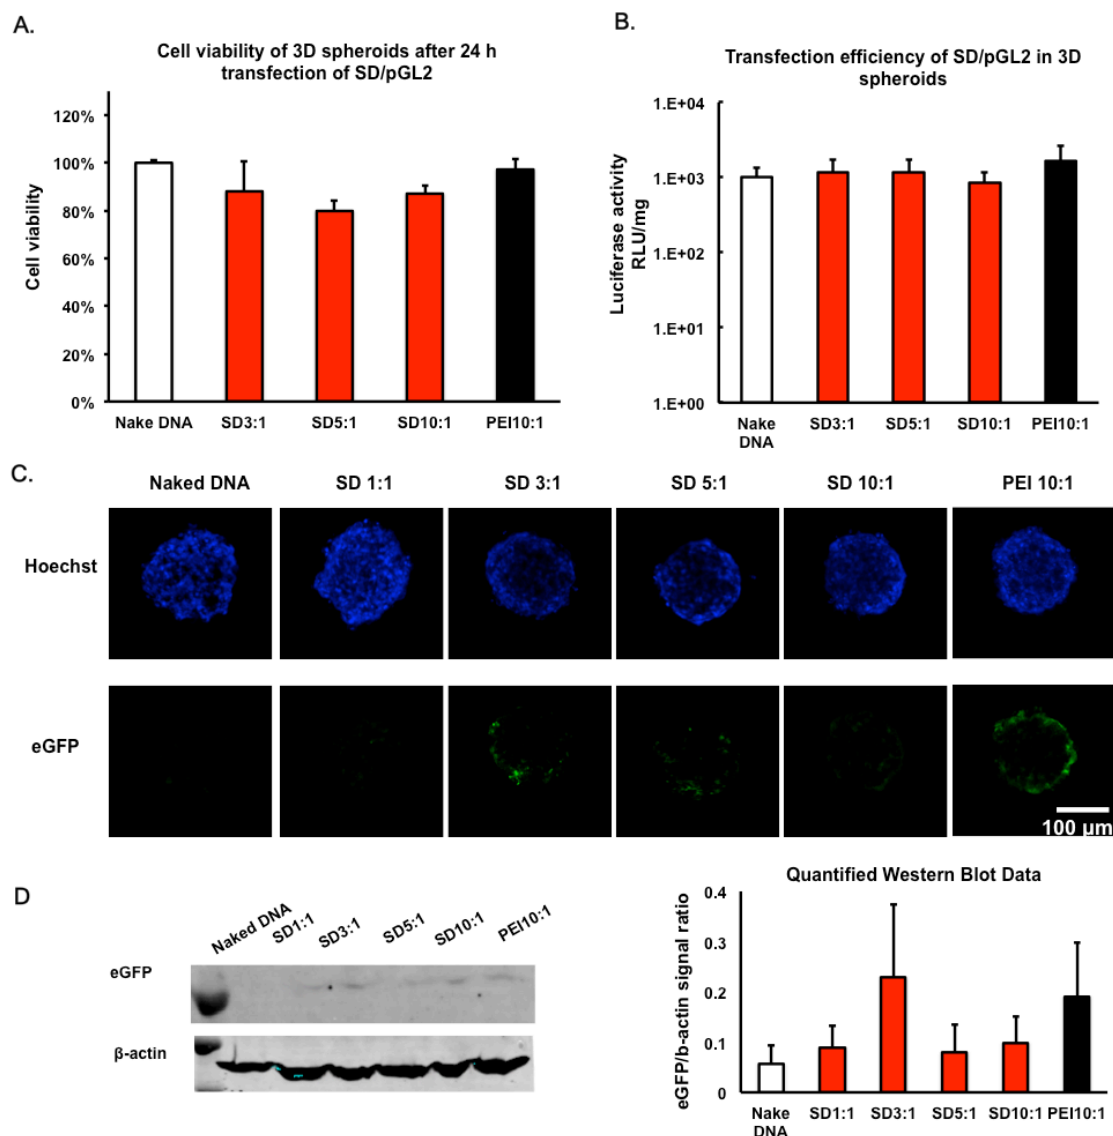 A.
Cell viability of 3D spheroids after 24 h
transfection of SD/pGL2
Cell viability
120%
100%
80%
60%
40%
20%
0%
Nake DNA SD3:1 SD5:1 SD10:1 PEI10:1
B.
Transfection efficiency of SD/pGL2 in 3D
spheroids
Luciferase activity
RLU/mg
1.E+04
1.E+03
1.E+02
1.E+01
1.E+00
Nake
DNA
SD3:1 SD5:1 SD10:1 PEI10:1
C.
Naked DNA SD 1:1 SD 3:1 SD 5:1 SD 10:1 PEI 10:1
Hoechst
eGFP
100 µm
D
Naked DNA
SD1:1
SD3:1
SD5:1
SD10:1
PEI10:1
eGFP
β-actin
Quantified Western Blot Data
eGFP/b-actin signal ratio
0.4
0.3
0.2
0.1
0
Nake
DNA
SD1:1 SD3:1 SD5:1 SD10:1 PEI10:1